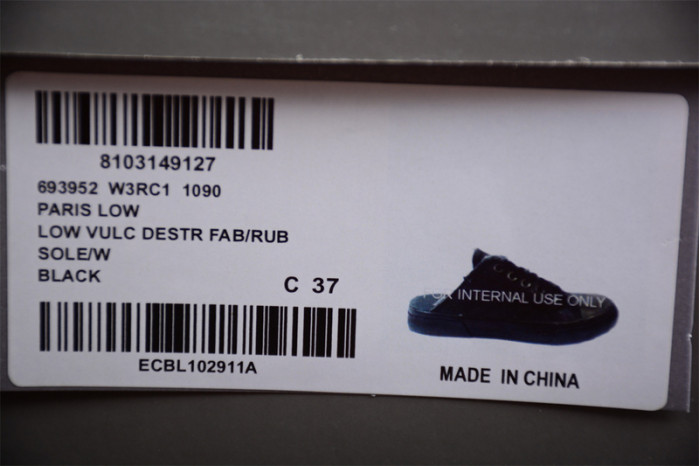 8103149127
693952 W3RC1 1090
PARIS LOW
LOW VULC DESTR FAB/RUB
SOLE/W
BLACK
C 37
ECBL102911A
FOR INTERNAL USE ONLY
MADE IN CHINA